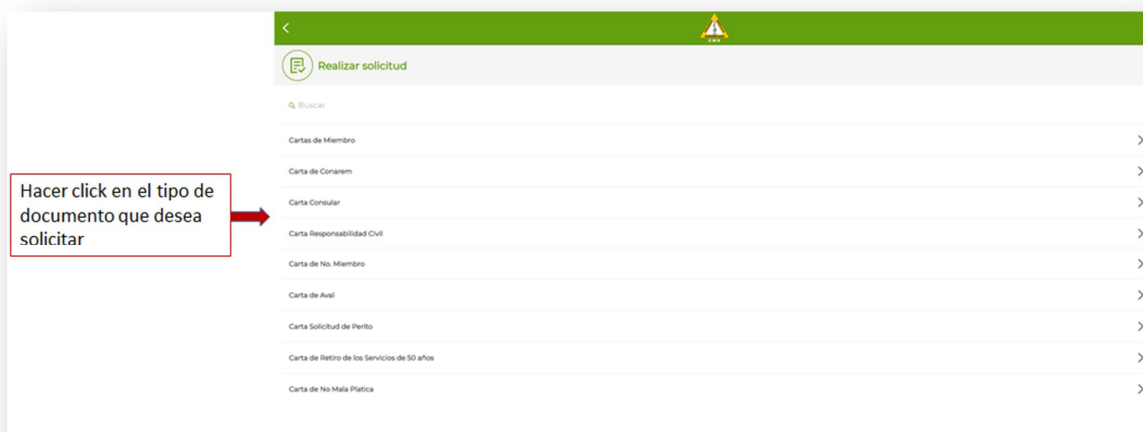 CMD
Realizar solicitud
Buscar
Cartas de Miembro
Carta de Conarem
Carta Consular
Hacer click en el tipo de
documento que desea
solicitar
Carta Responsabilidad Civil
Carta de No. Miembro
Carta de Aval
Carta Solicitud de Perito
Carta de Retiro de los Servicios de 50 años
Carta de No Mala Platica